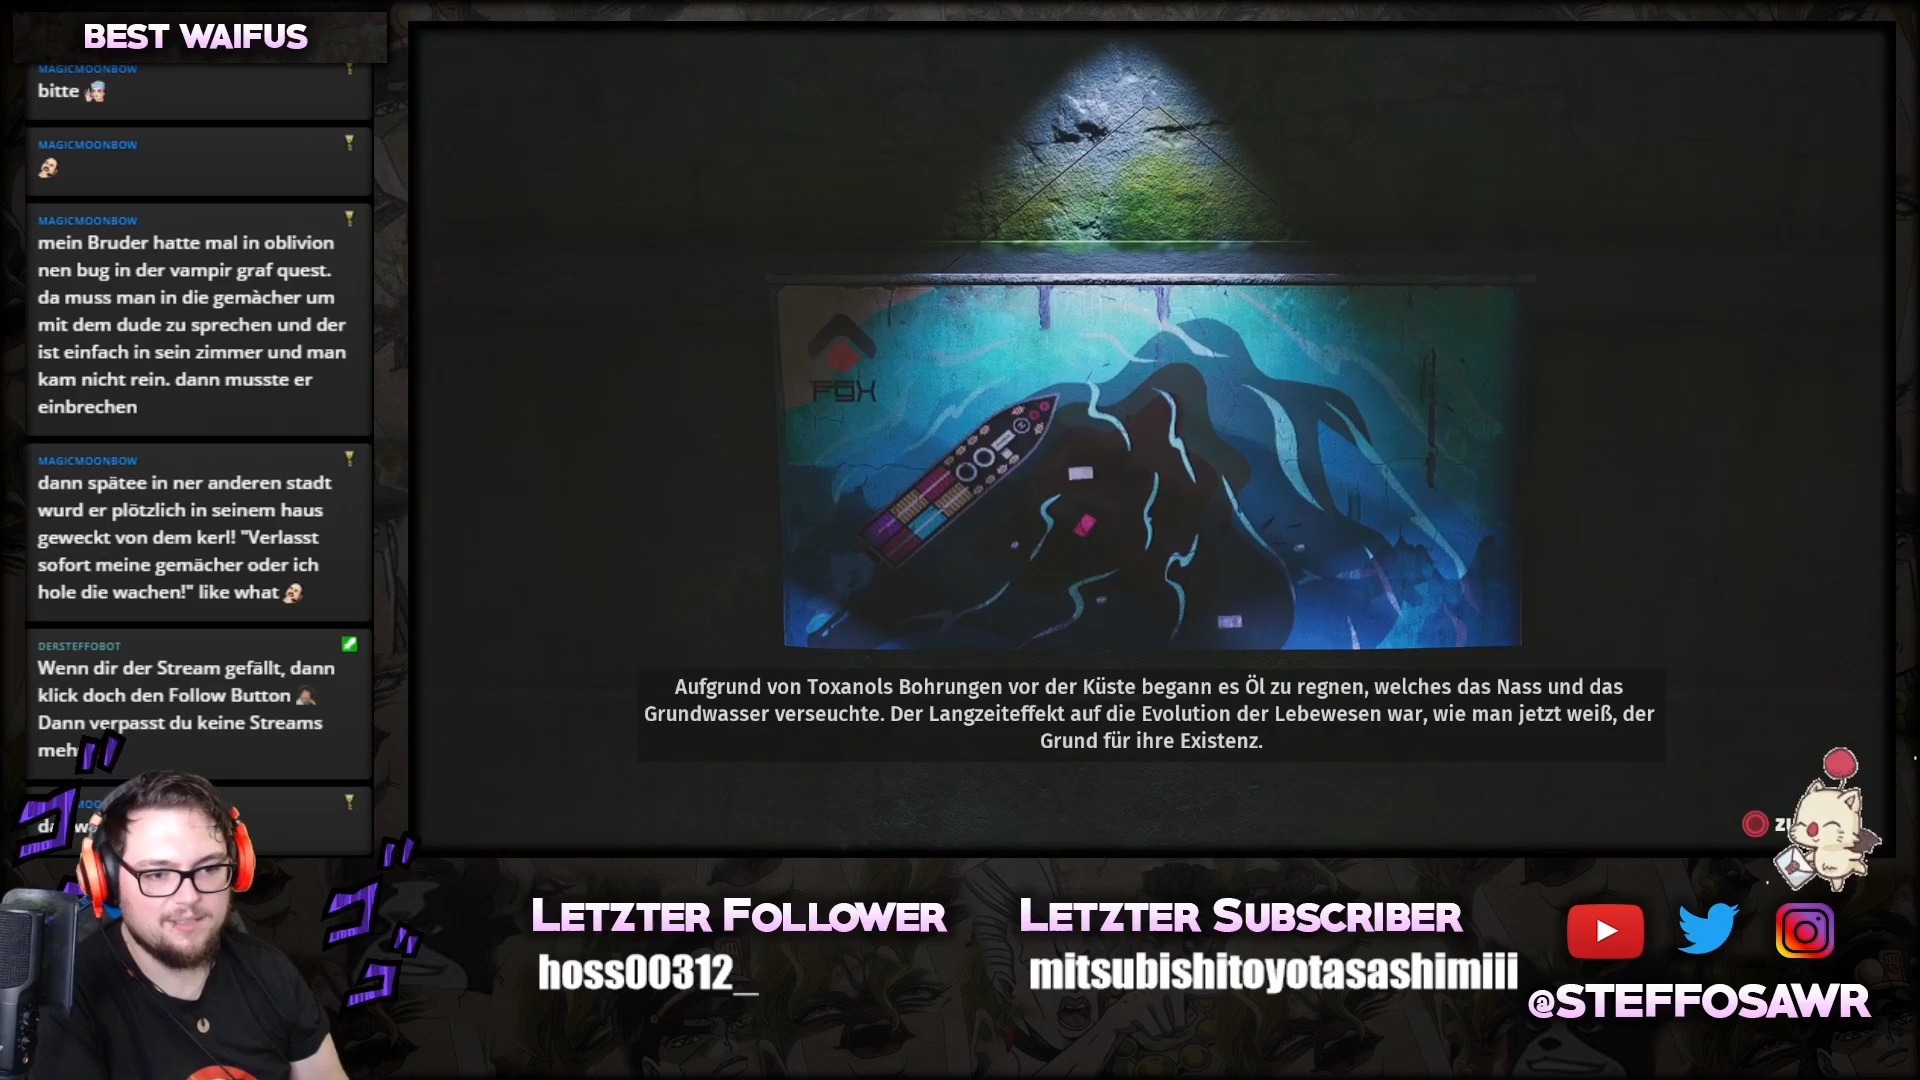 BEST WAIFUS
MAGICMOONBOW
bitte
MAGICMOONBOW
MAGICMOONBOW
mein Bruder hatte mal in oblivion
nen bug in der vampir graf quest.
da muss man in die gemàcher um
mit dem dude zu sprechen und der
ist einfach in sein zimmer und man
kam nicht rein. dann musste er
einbrechen
MAGICMOONBOW
dann spätee in ner anderen stadt
wurd er plötzlich in seinem haus
geweckt von dem kerl! "Verlasst
sofort meine gemächer oder ich
hole die wachen!" like what
DERSTEFFOBOT
Wenn dir der Stream gefällt, dann
klick doch den Follow Button
Dann verpasst du keine Streams
FOX
Aufgrund von Toxanols Bohrungen vor der Küste begann es Öl zu regnen, welches das Nass und das
Grundwasser verseuchte. Der Langzeiteffekt auf die Evolution der Lebewesen war, wie man jetzt weiß, der
Grund für ihre Existenz.
LETZTER FOLLOWER
hoss00312_
LETZTER SUBSCRIBER
mitsubishitoyotasashimiii
@STEFFOSAWR